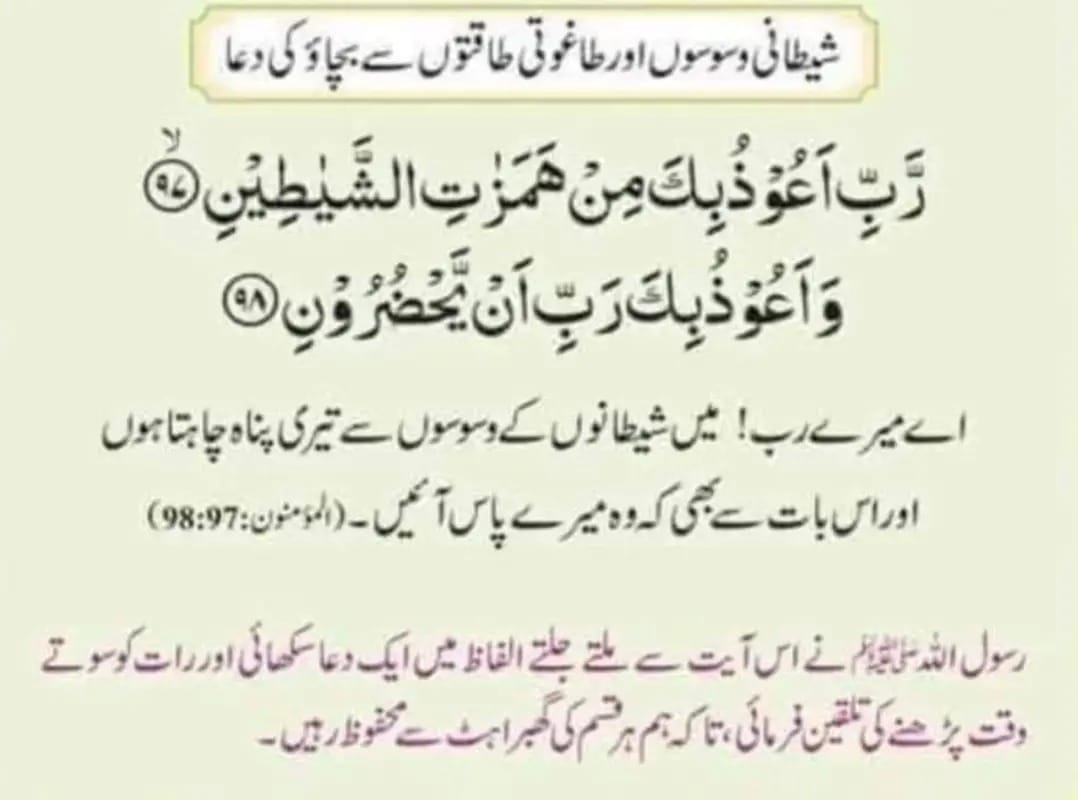 شیطانی وسوسوں اور طاغوتی طاقتوں سے بچاؤ کی دعا
رَّبِّ اَعُوْذُ بِكَ مِنْ هَمَزٰتِ الشَّيٰطِيْنِ ﴿۹۷﴾ۙ
وَ اَعُوْذُ بِكَ رَبِّ اَنْ يَّحْضُرُوْنِ ﴿۹۸﴾
اے میرے رب! میں شیطانوں کے وسوسوں سے تیری پناہ چاہتا ہوں
اور اس بات سے بھی کہ وہ میرے پاس آئیں۔ (المؤمنون:98:97)
رسول اللہ ﷺ نے اس آیت سے ملتے جلتے الفاظ میں ایک دعا سکھائی اور رات کو سوتے
وقت پڑھنے کی تلقین فرمائی، تاکہ ہم ہر قسم کی گھبراہٹ سے محفوظ رہیں۔